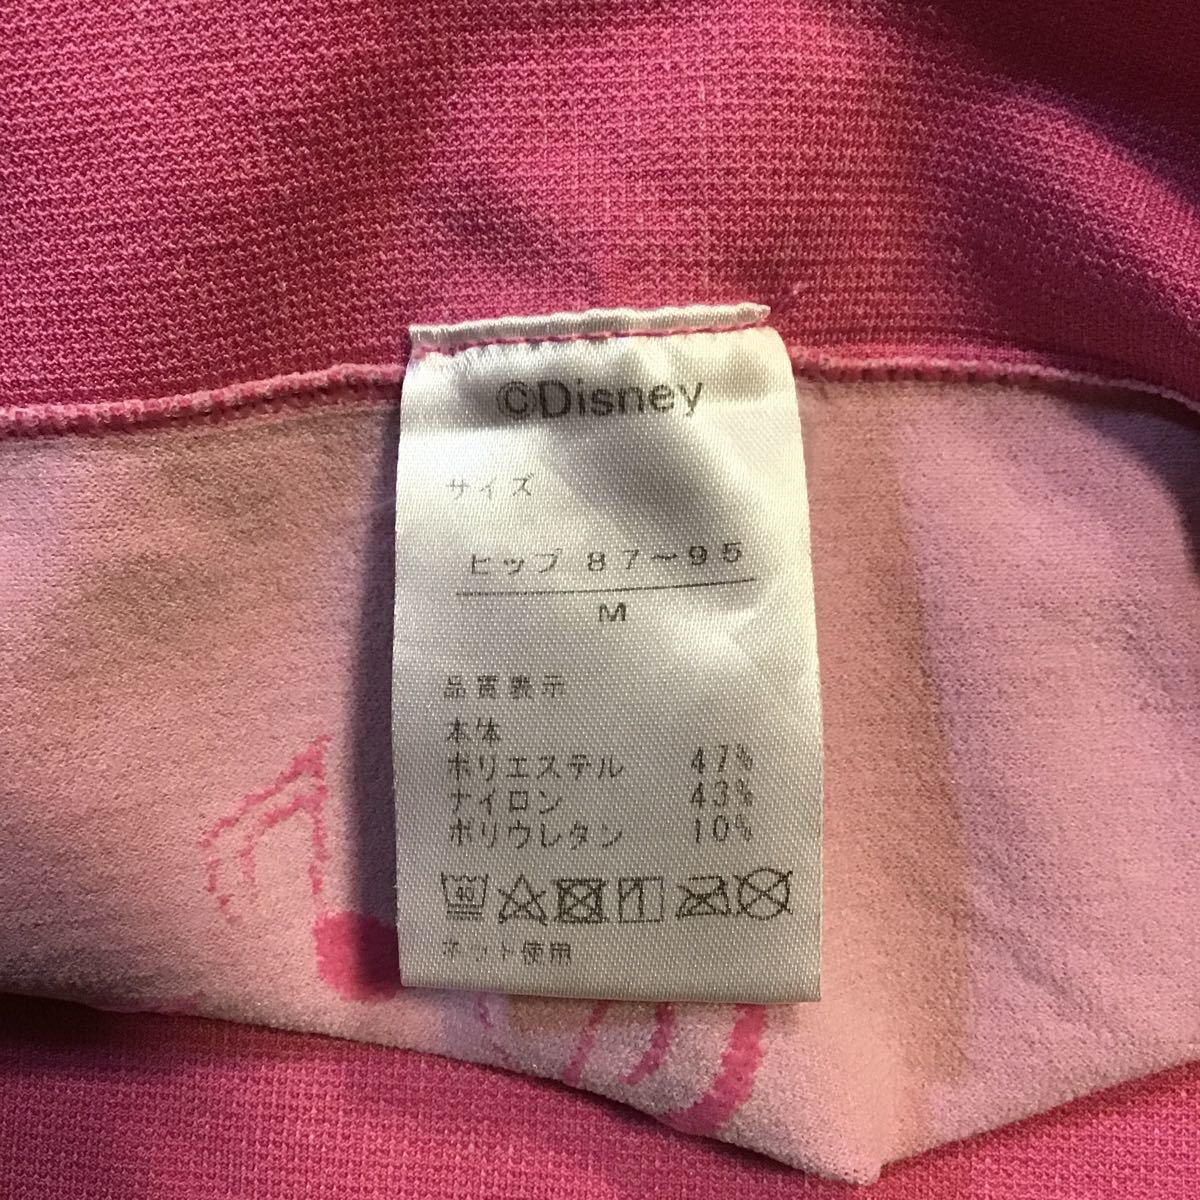 ©Disney
サイズ
ヒップ 87〜95
M
品質表示
本体
ポリエステル 47%
ナイロン 43%
ポリウレタン 10%
40
ネット使用